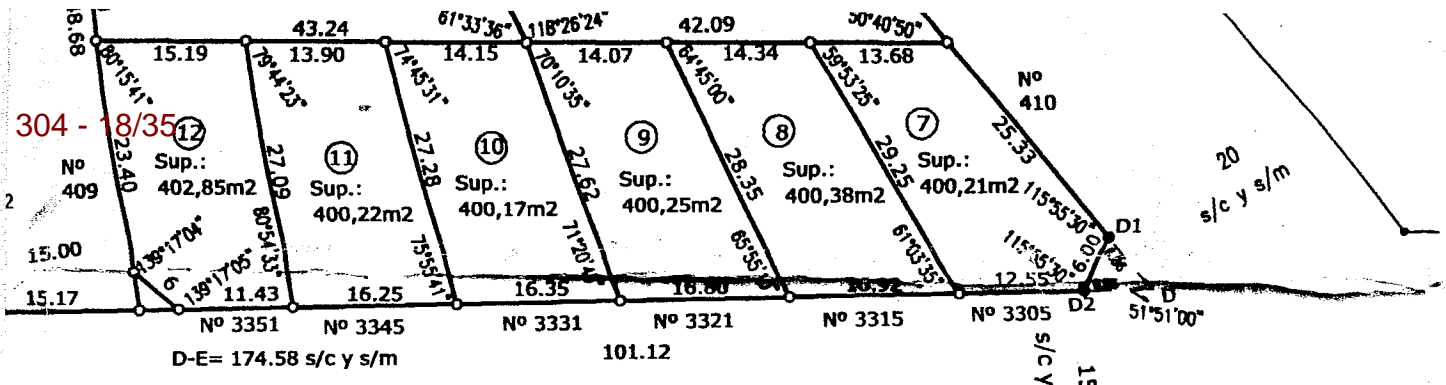 43.24
61°33'36"
118°26'24"
42.09
50°40'50"
15.19
13.90
14.15
14.07
14.34
13.68
80°15'41"
79°44'23"
74°45'31"
70°10'35"
64°45'00"
59°53'25"
Nº
410
304 - 18/35
12
Sup.:
402,85m2
11
Sup.:
400,22m2
10
Sup.:
400,17m2
9
Sup.:
400,25m2
8
Sup.:
400,38m2
7
Sup.:
400,21m2
Nº
409
23.40
27.09
27.28
27.62
28.35
29.25
25.33
20
s/c y s/m
2
15.00
139°17'04"
6
139°17'05"
80°54'33"
75°55'41"
61°03'35"
115°55'30"
115°55'30"
6.00
D1
D2
D
51°51'00"
15.17
11.43
16.25
16.35
16.80
16.92
12.55
Nº 3351
Nº 3345
Nº 3331
Nº 3321
Nº 3315
Nº 3305
D-E= 174.58 s/c y s/m
101.12
s/c y